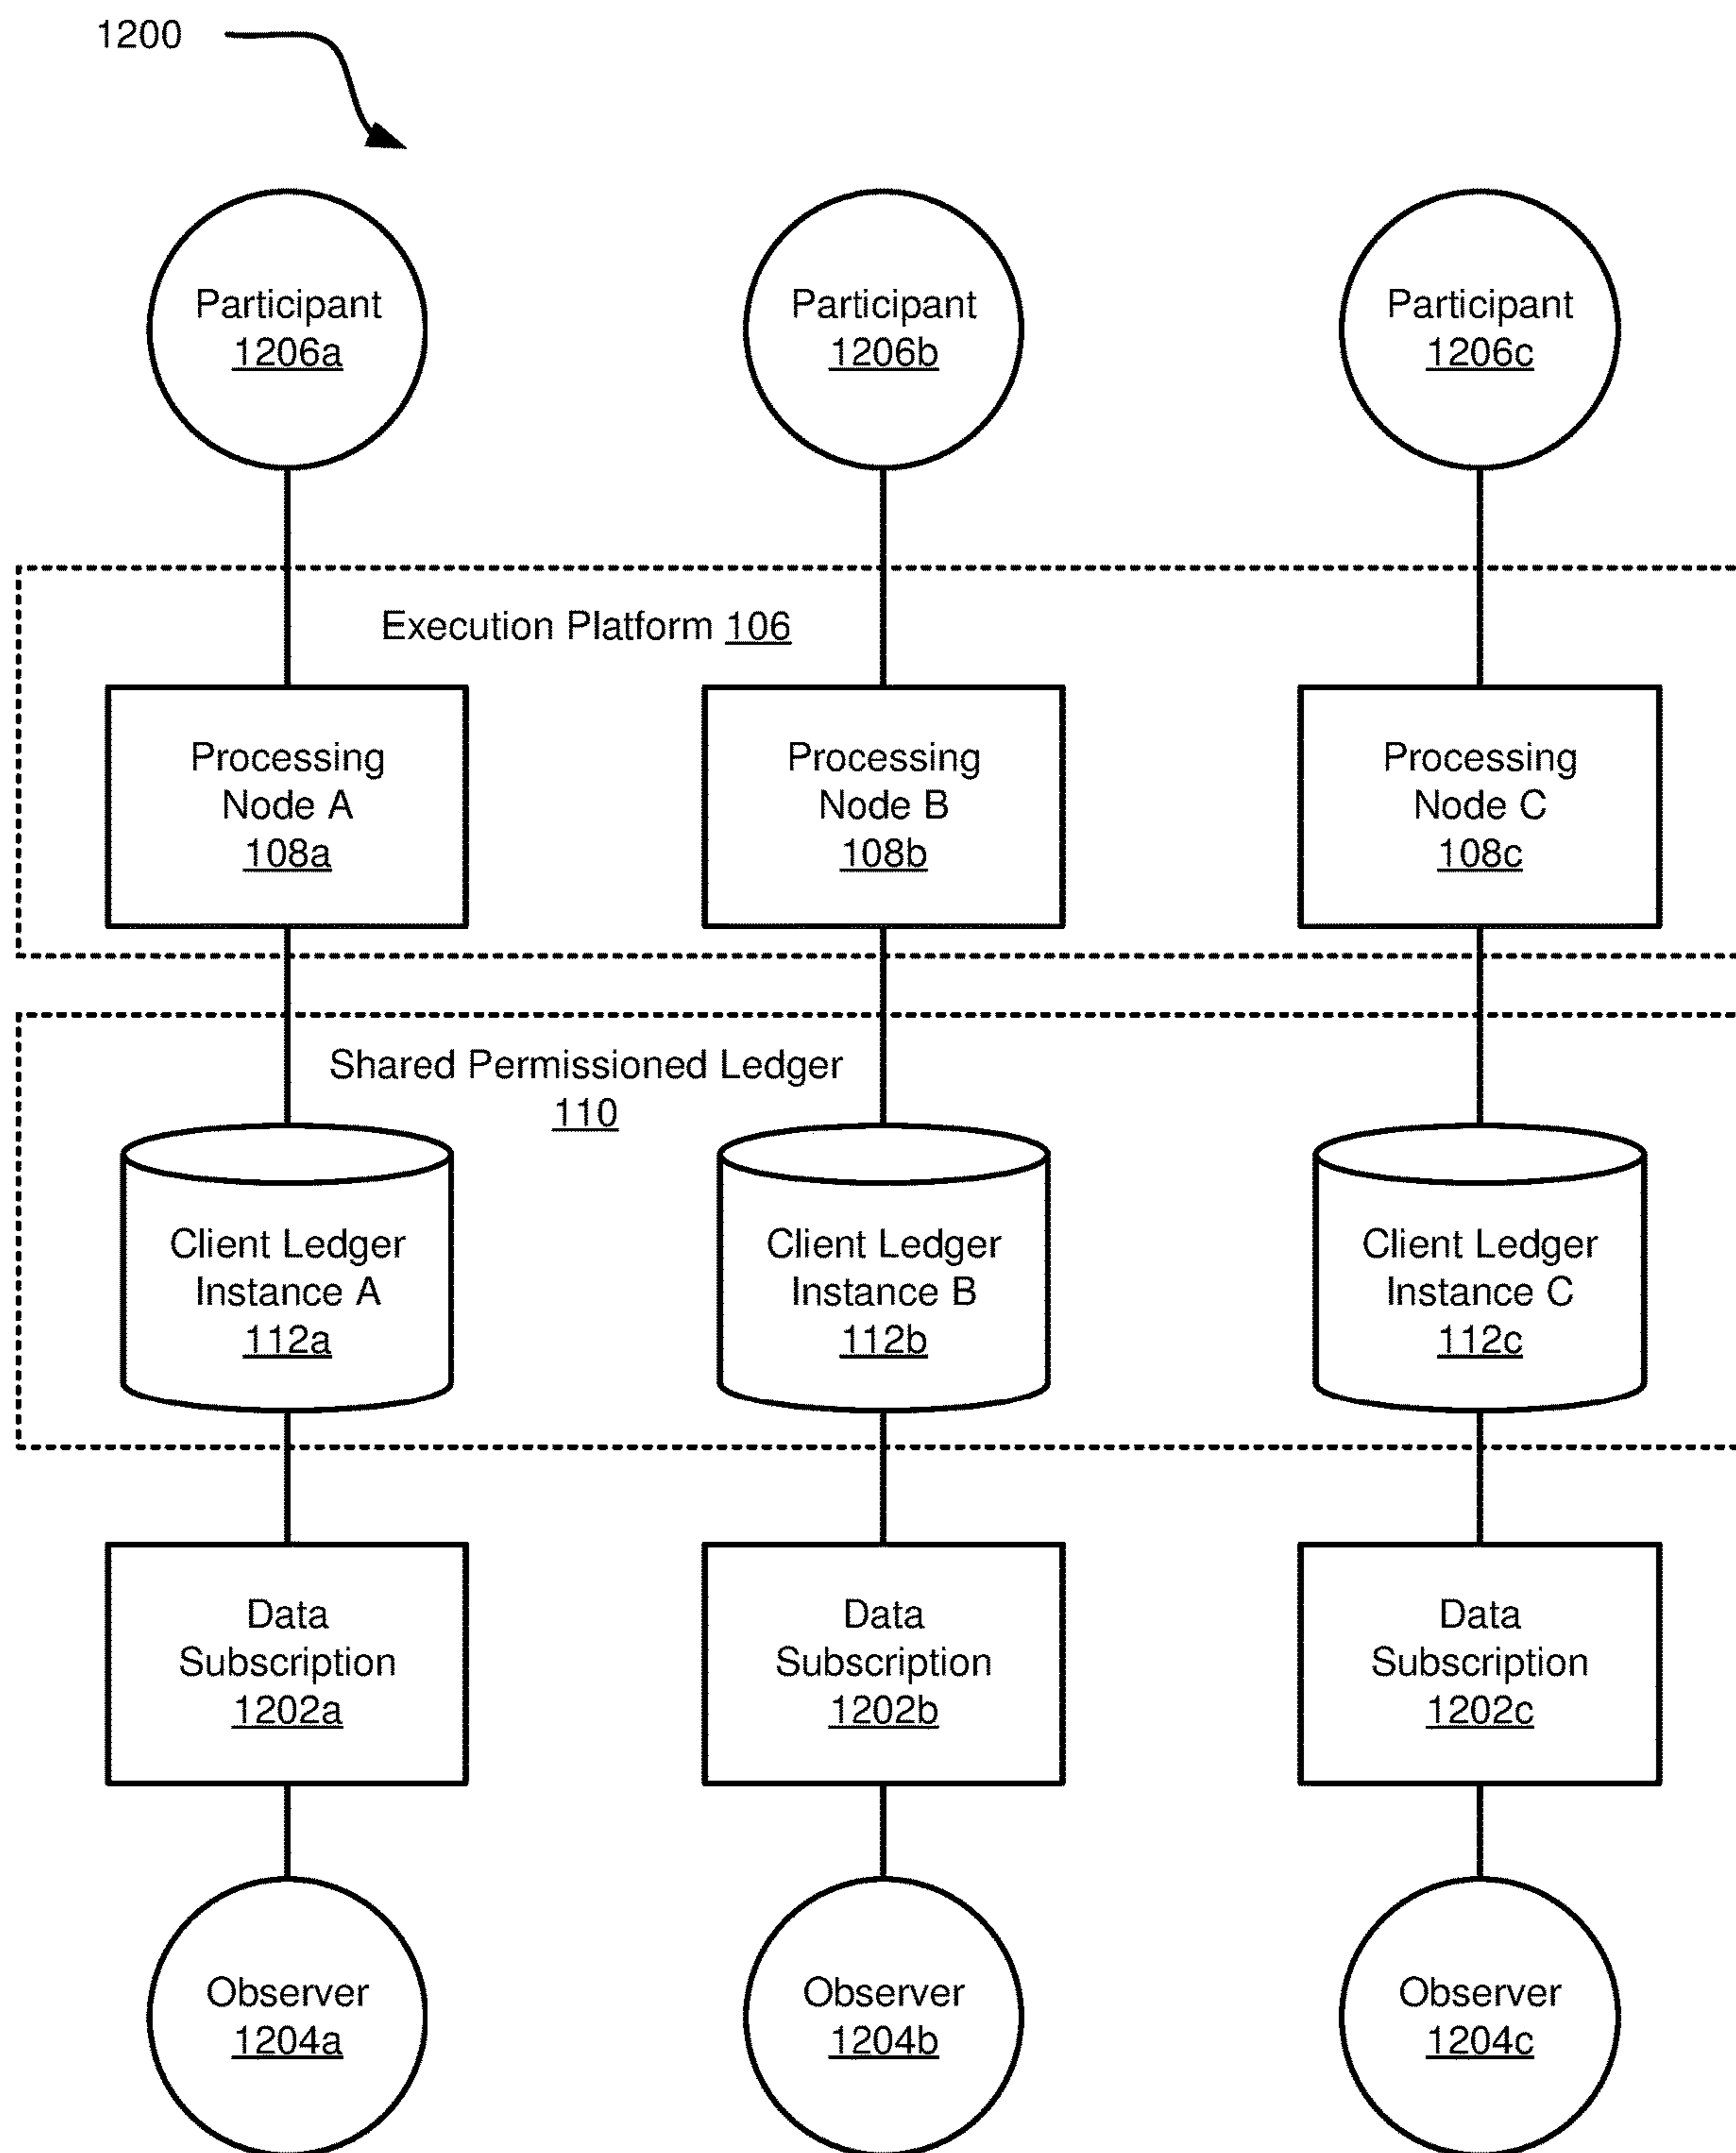 1200
Participant
1206a
Participant
1206b
Participant
1206c
Execution Platform 106
Processing
Node A
108a
Processing
Node B
108b
Processing
Node C
108c
Shared Permissioned Ledger
110
Client Ledger
Instance A
112a
Client Ledger
Instance B
112b
Client Ledger
Instance C
112c
Data
Subscription
1202a
Data
Subscription
1202b
Data
Subscription
1202c
Observer
1204a
Observer
1204b
Observer
1204c